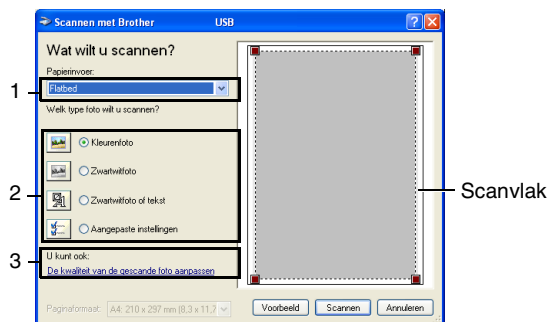 Scannen met Brother USB
Wat wilt u scannen?
Papierinvoer:
1
Flatbed
Welk type foto wilt u scannen?
Kleurenfoto
Zwartwitfoto
2
Zwartwitfoto of tekst
Scanvlak
Aangepaste instellingen
3
U kunt ook:
De kwaliteit van de gescande foto aanpassen
Paginaformaat: A4: 210 x 297 mm (8,3 x 11,7
Voorbeeld Scannen Annuleren